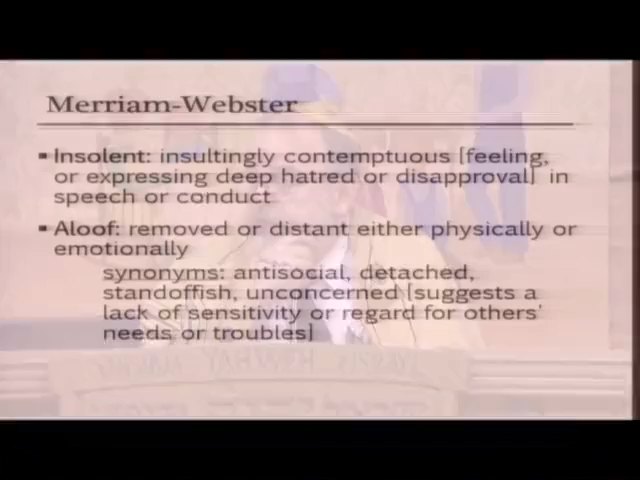 Merriam-Webster
▪ Insolent: insultingly contemptuous [feeling,
or expressing deep hatred or disapproval] in
speech or conduct
▪ Aloof: removed or distant either physically or
emotionally
synonyms: antisocial, detached,
standoffish, unconcerned [suggests a
lack of sensitivity or regard for others'
needs or troubles]
YAHWEH